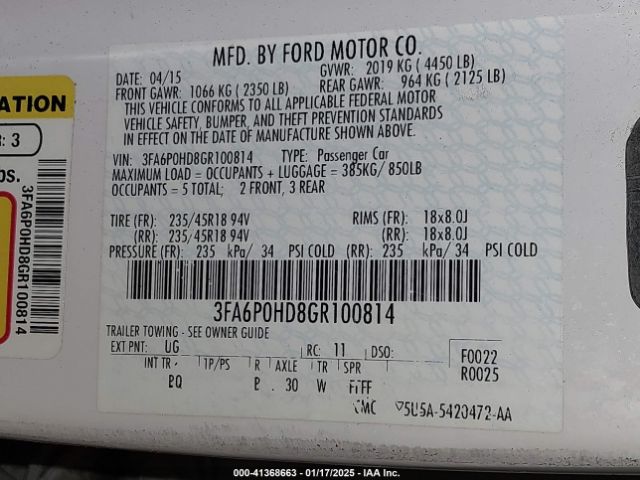 MFD. BY FORD MOTOR CO.
DATE: 04/15 GVWR: 2019 KG ( 4450 LB)
FRONT GAWR: 1066 KG ( 2350 LB) REAR GAWR: 964 KG ( 2125 LB)
THIS VEHICLE CONFORMS TO ALL APPLICABLE FEDERAL MOTOR
VEHICLE SAFETY, BUMPER, AND THEFT PREVENTION STANDARDS
IN EFFECT ON THE DATE OF MANUFACTURE SHOWN ABOVE.
VIN: 3FA6P0HD8GR100814 TYPE: Passenger Car
MAXIMUM LOAD = OCCUPANTS + LUGGAGE = 385KG/ 850LB
OCCUPANTS = 5 TOTAL; 2 FRONT, 3 REAR
TIRE (FR): 235/45R18 94V RIMS (FR): 18x8.0J
(RR): 235/45R18 94V (RR): 18x8.0J
PRESSURE (FR): 235 kPa/ 34 PSI COLD (RR): 235 kPa/ 34 PSI COLD
3FA6P0HD8GR100814
TRAILER TOWING - SEE OWNER GUIDE
EXT PNT: UG RC: 11 DSO:
F0022
R0025
INT TR TP/PS R AX TR SPR
30 W
5U5A-5420472-AA
ATION
R: 3
bs.
3FA6P0HD8GR100814
000-41368663 — 01/17/2025 — IAA Inc.